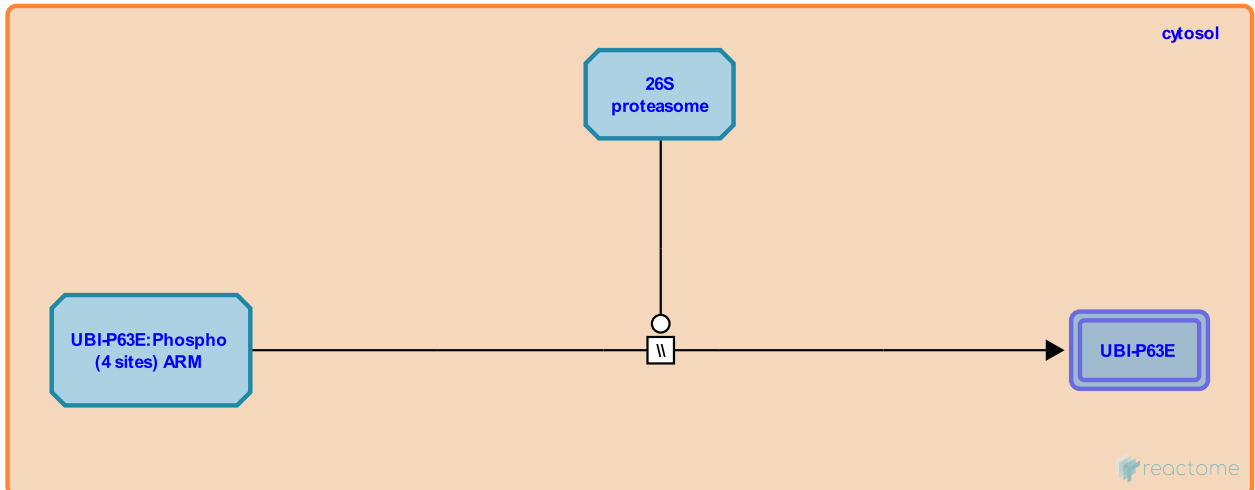 cytosol
26S
proteasome
UBI-P63E:Phospho
(4 sites) ARM
\\
UBI-P63E
reactome